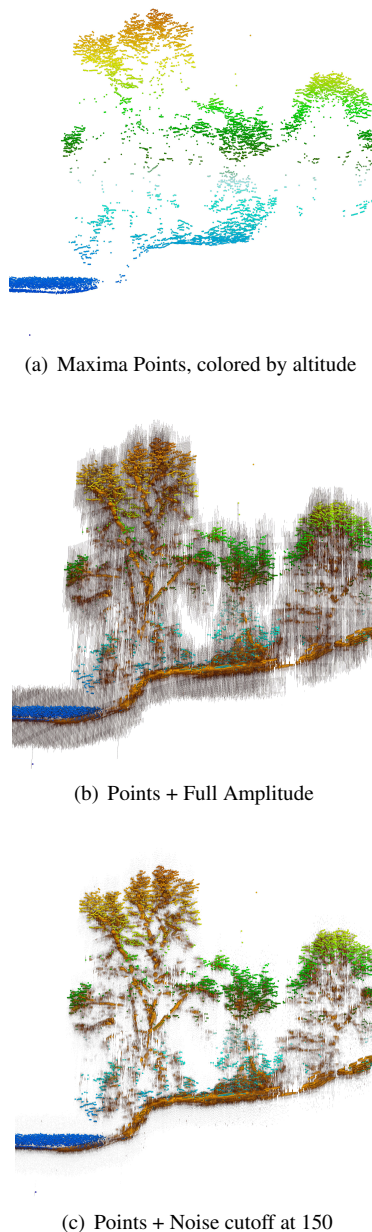 (a) Maxima Points, colored by altitude
(b) Points + Full Amplitude
(c) Points + Noise cutoff at 150